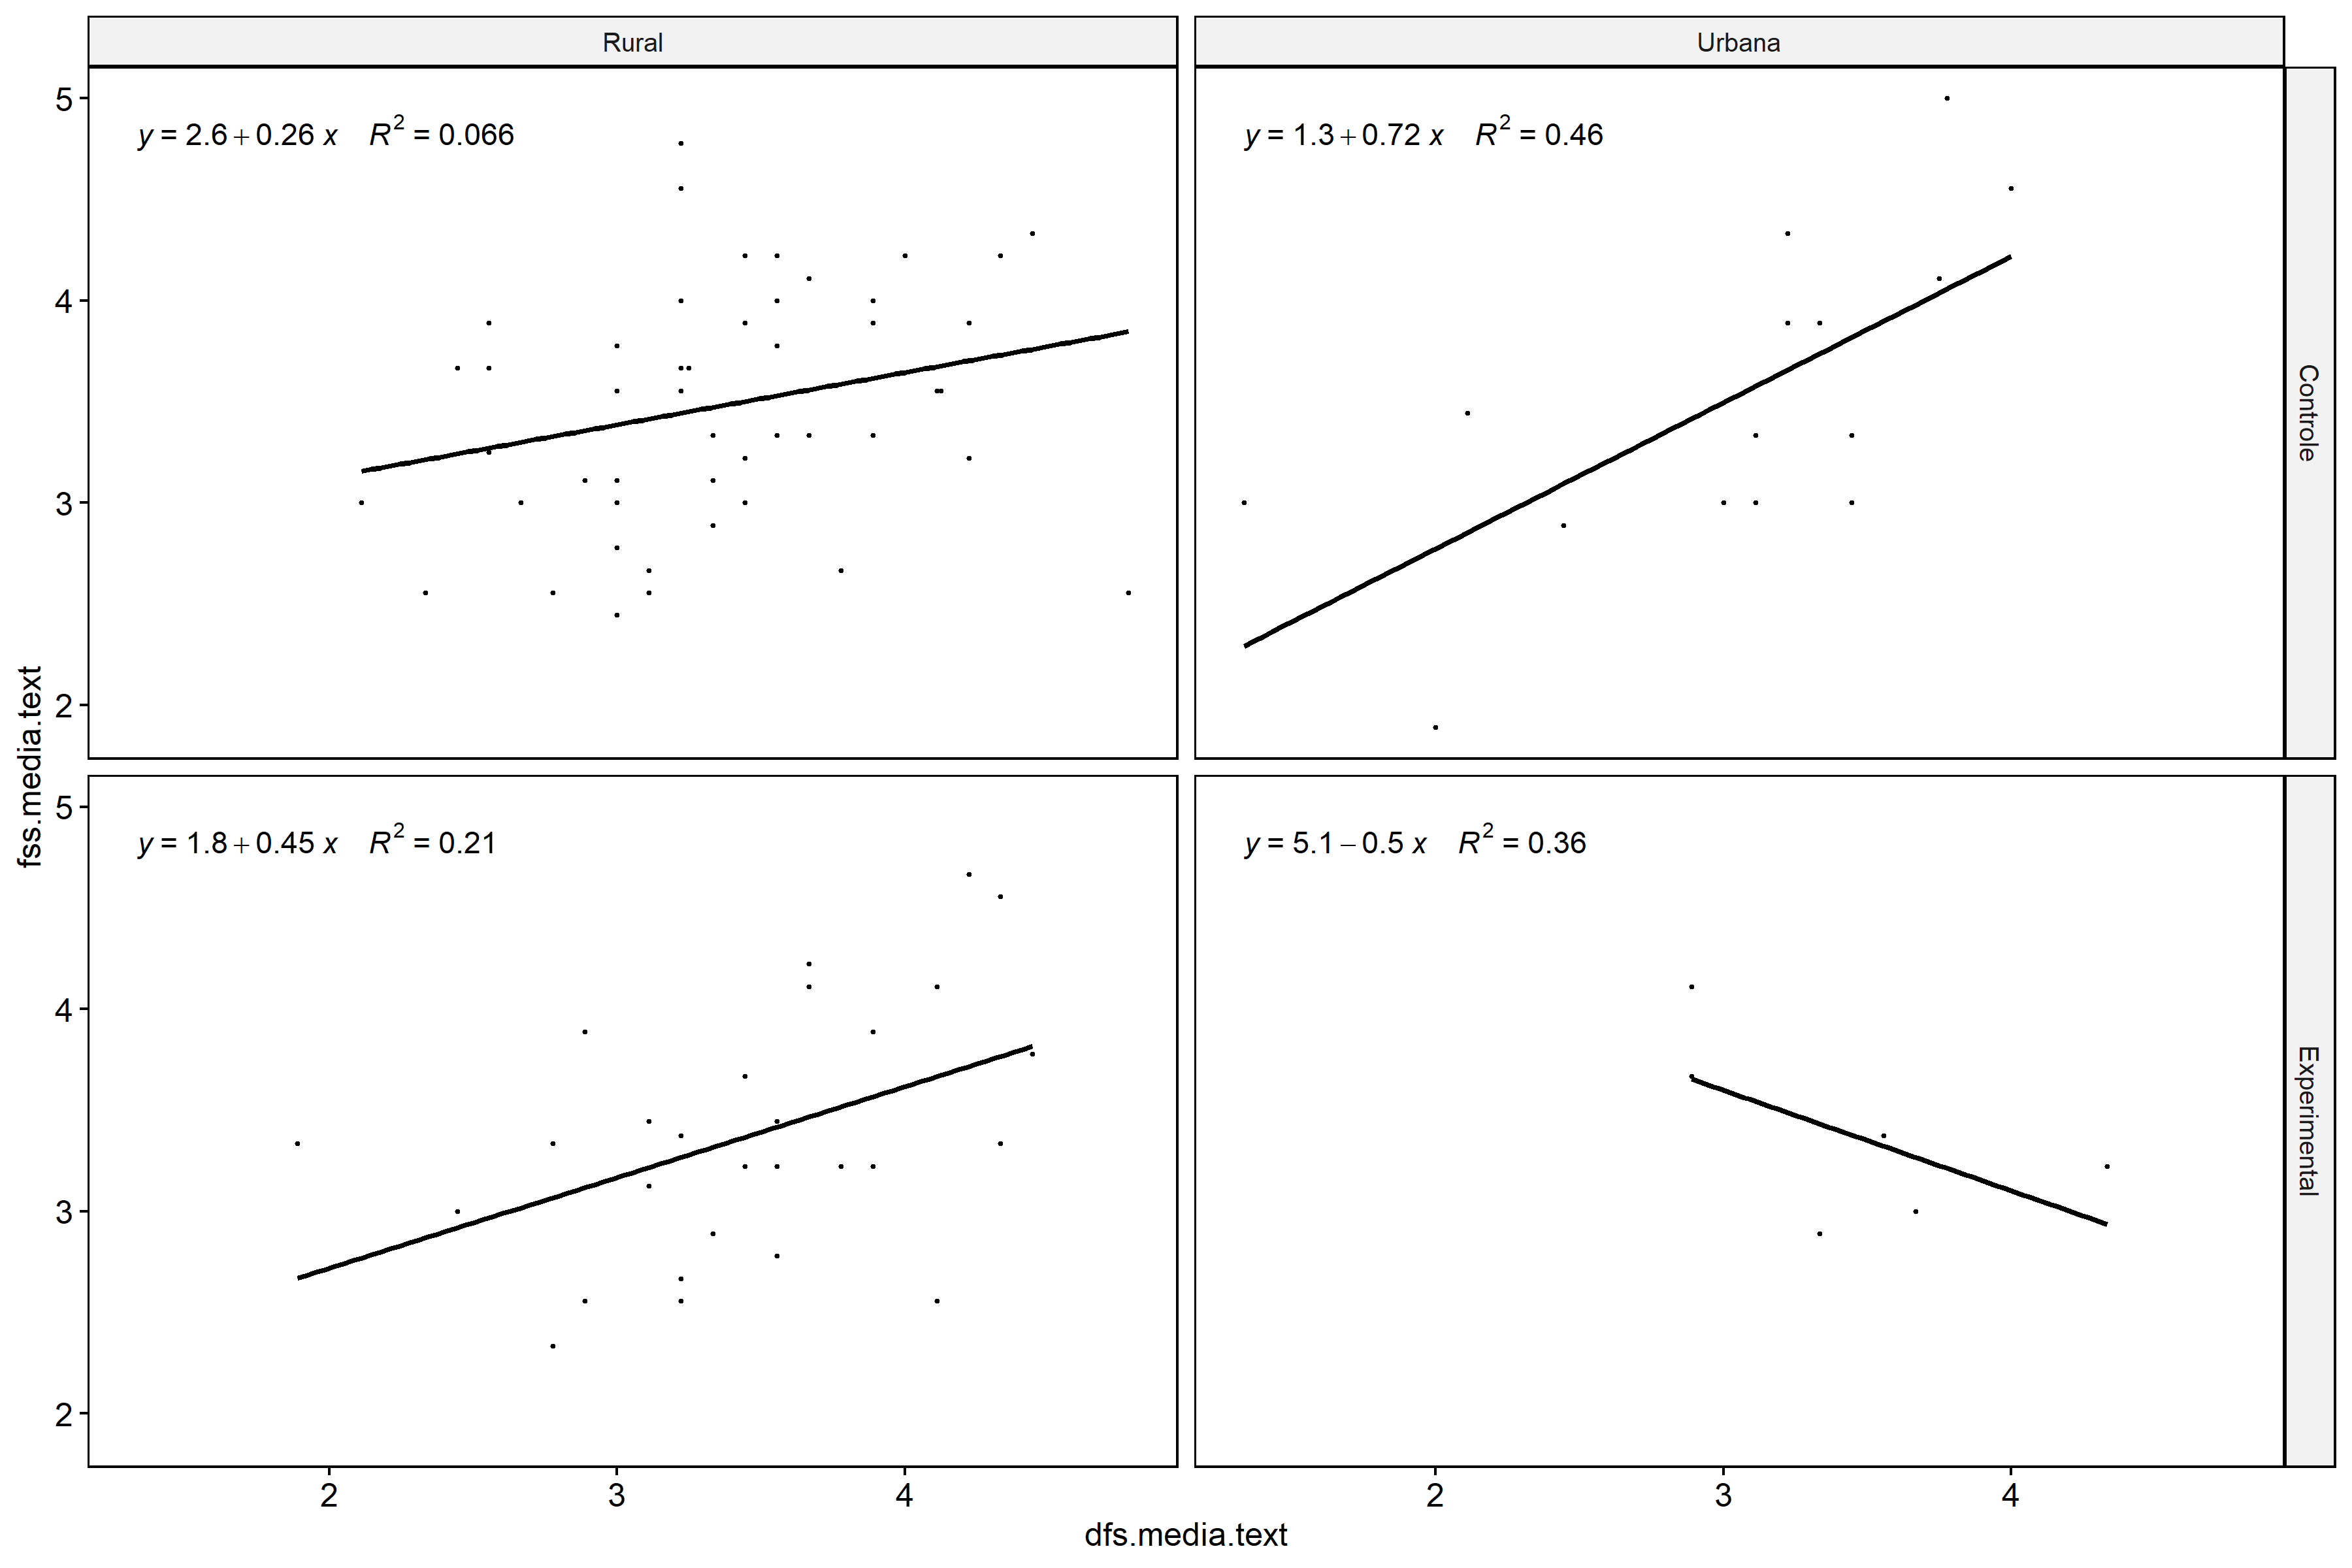 Rural
Urbana
5
4
3
2
y = 2.6 + 0.26 x R² = 0.066
y = 1.3 + 0.72 x R² = 0.46
Controle
fss.media.text
5
4
3
2
y = 1.8 + 0.45 x R² = 0.21
y = 5.1 − 0.5 x R² = 0.36
Experimental
2
3
4
2
3
4
dfs.media.text